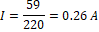 I = 59/220 = 0.26 A